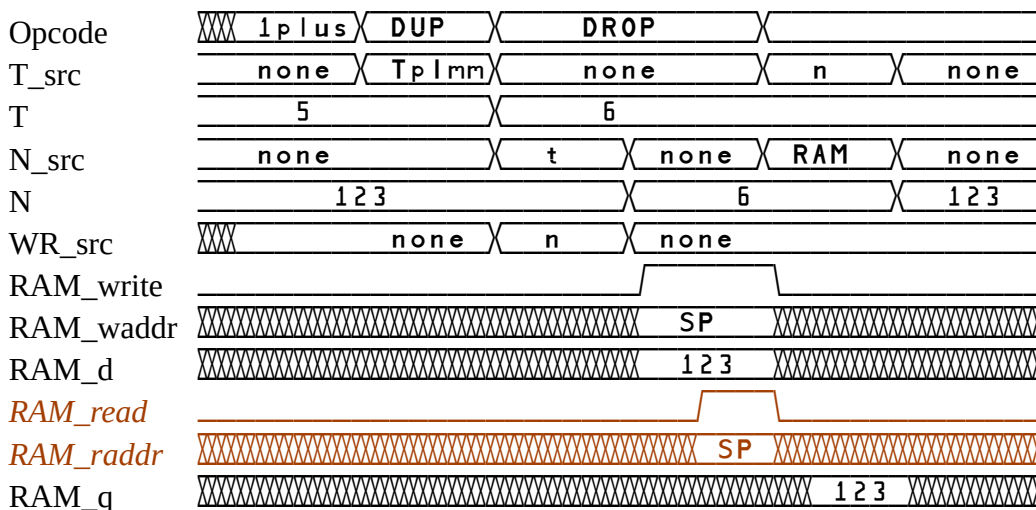 Opcode 1plus DUP DROP
T_src none TpImm none n none
T 5 6
N_src none t none RAM none
N 123 6 123
WR_src none n none
RAM_write
RAM_waddr SP
RAM_d 123
RAM_read
RAM_raddr SP
RAM_q 123